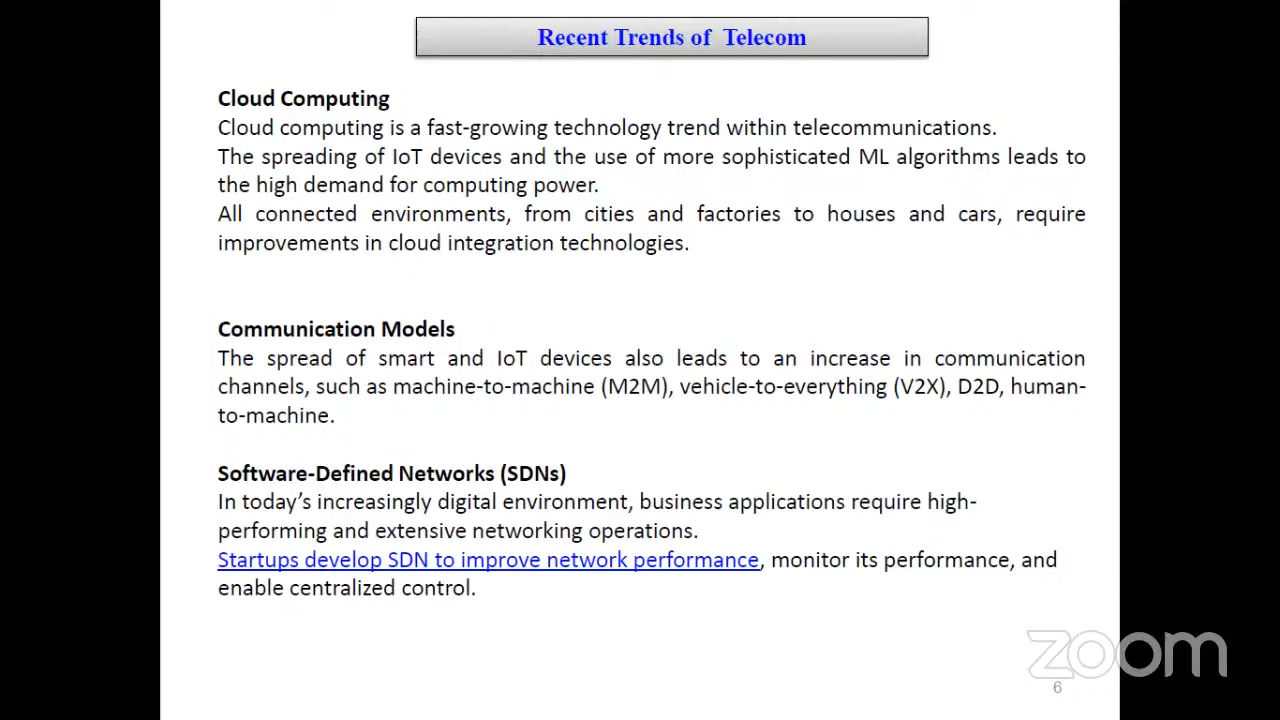 Recent Trends of Telecom
Cloud Computing
Cloud computing is a fast-growing technology trend within telecommunications.
The spreading of IoT devices and the use of more sophisticated ML algorithms leads to
the high demand for computing power.
All connected environments, from cities and factories to houses and cars, require
improvements in cloud integration technologies.
Communication Models
The spread of smart and IoT devices also leads to an increase in communication
channels, such as machine-to-machine (M2M), vehicle-to-everything (V2X), D2D, human-
to-machine.
Software-Defined Networks (SDNs)
In today’s increasingly digital environment, business applications require high-
performing and extensive networking operations.
Startups develop SDN to improve network performance, monitor its performance, and
enable centralized control.
zoom
6